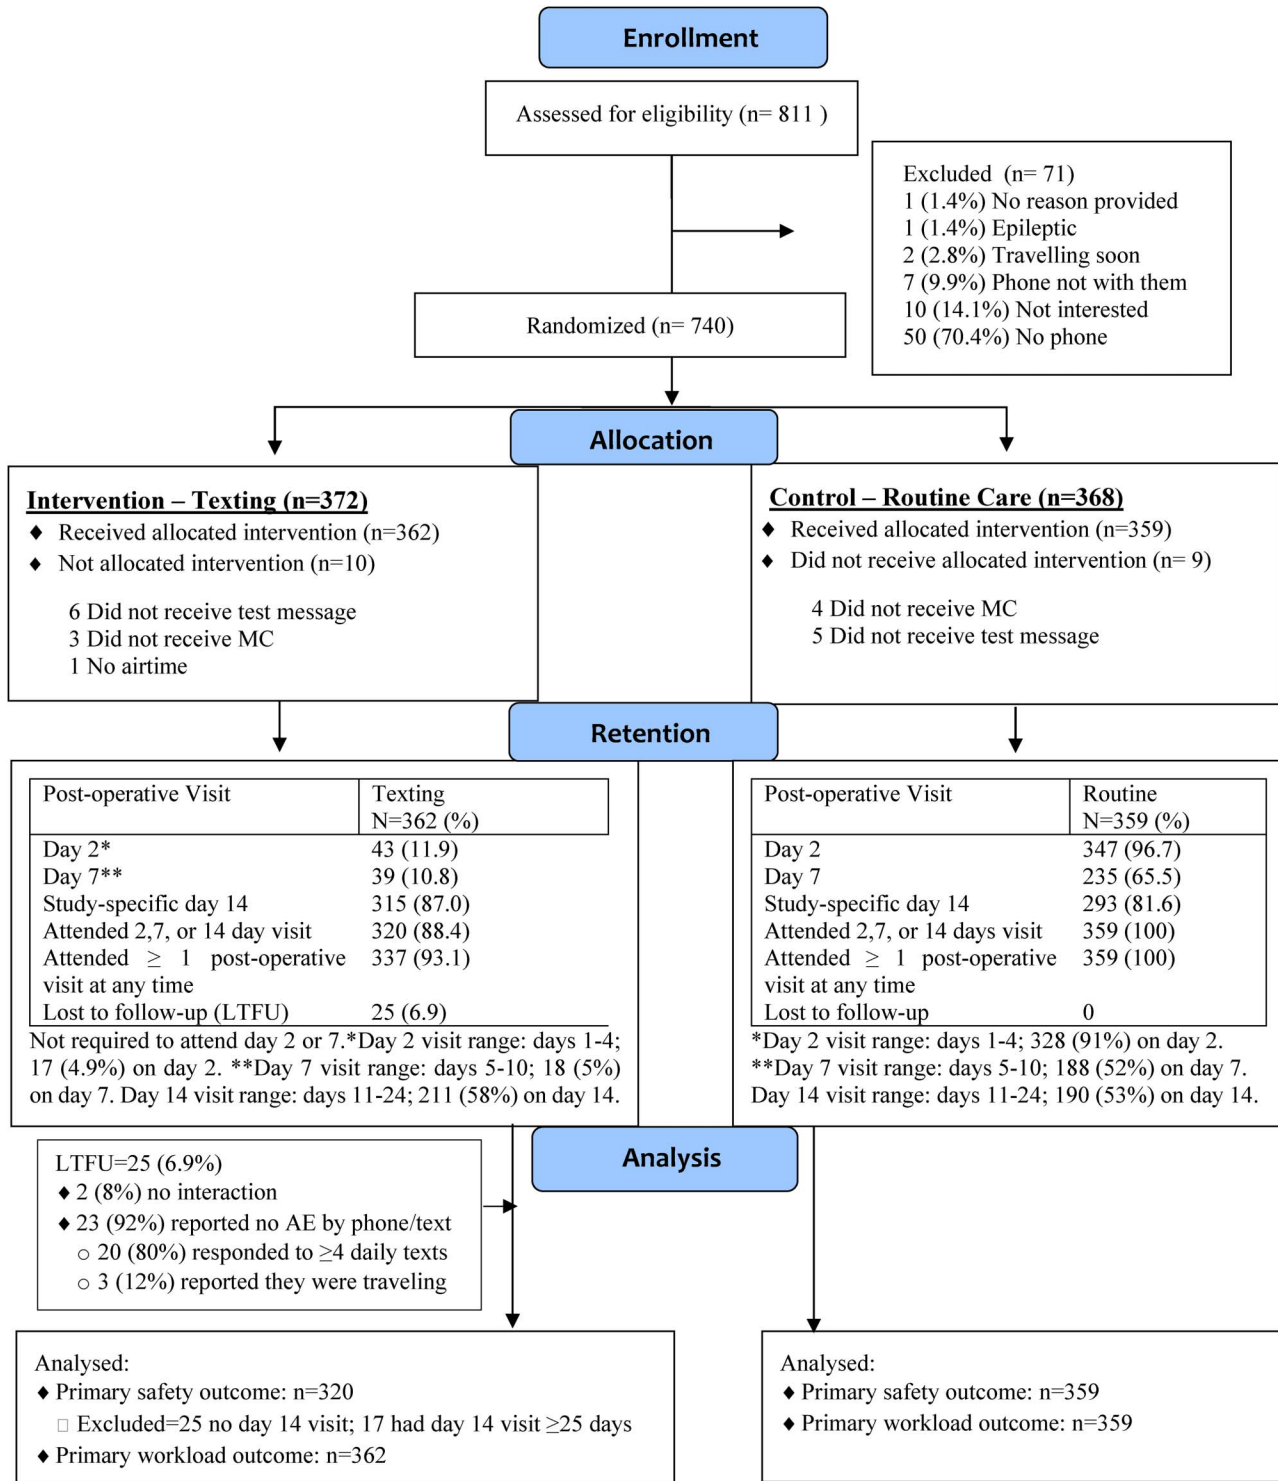 Enrollment
Assessed for eligibility (n= 811 )
Excluded (n= 71)
1 (1.4%) No reason provided
1 (1.4%) Epileptic
2 (2.8%) Travelling soon
7 (9.9%) Phone not with them
10 (14.1%) Not interested
50 (70.4%) No phone
Randomized (n= 740)
Allocation
Intervention – Texting (n=372)
♦ Received allocated intervention (n=362)
♦ Not allocated intervention (n=10)
6 Did not receive test message
3 Did not receive MC
1 No airtime
Control – Routine Care (n=368)
♦ Received allocated intervention (n=359)
♦ Did not receive allocated intervention (n= 9)
4 Did not receive MC
5 Did not receive test message
Retention
Post-operative Visit Texting
N=362 (%)
Day 2* 43 (11.9)
Day 7** 39 (10.8)
Study-specific day 14 315 (87.0)
Attended 2,7, or 14 day visit 320 (88.4)
Attended ≥ 1 post-operative 337 (93.1)
visit at any time
Lost to follow-up (LTFU) 25 (6.9)
Not required to attend day 2 or 7.*Day 2 visit range: days 1-4;
17 (4.9%) on day 2. **Day 7 visit range: days 5-10; 18 (5%)
on day 7. Day 14 visit range: days 11-24; 211 (58%) on day 14.
Post-operative Visit Routine
N=359 (%)
Day 2 347 (96.7)
Day 7 235 (65.5)
Study-specific day 14 293 (81.6)
Attended 2,7, or 14 days visit 359 (100)
Attended ≥ 1 post-operative 359 (100)
visit at any time
Lost to follow-up 0
*Day 2 visit range: days 1-4; 328 (91%) on day 2.
**Day 7 visit range: days 5-10; 188 (52%) on day 7.
Day 14 visit range: days 11-24; 190 (53%) on day 14.
Analysis
LTFU=25 (6.9%)
♦ 2 (8%) no interaction
♦ 23 (92%) reported no AE by phone/text
○ 20 (80%) responded to ≥4 daily texts
○ 3 (12%) reported they were traveling
Analysed:
♦ Primary safety outcome: n=320
□ Excluded=25 no day 14 visit; 17 had day 14 visit ≥25 days
♦ Primary workload outcome: n=362
Analysed:
♦ Primary safety outcome: n=359
♦ Primary workload outcome: n=359